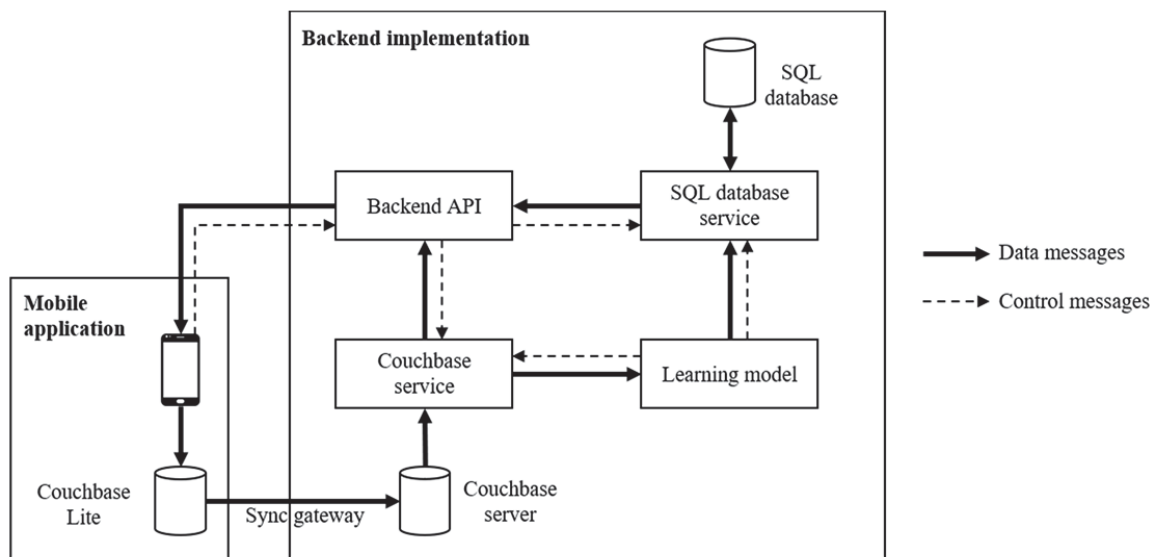 Backend implementation
SQL
database
Backend API
SQL database
service
Data messages
Control messages
Mobile
application
Couchbase
service
Learning model
Couchbase
Lite
Sync gateway
Couchbase
server